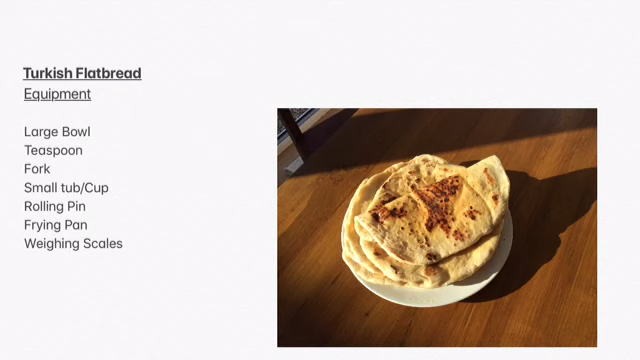 Turkish Flatbread
Equipment
Large Bowl
Teaspoon
Fork
Small tub/Cup
Rolling Pin
Frying Pan
Weighing Scales